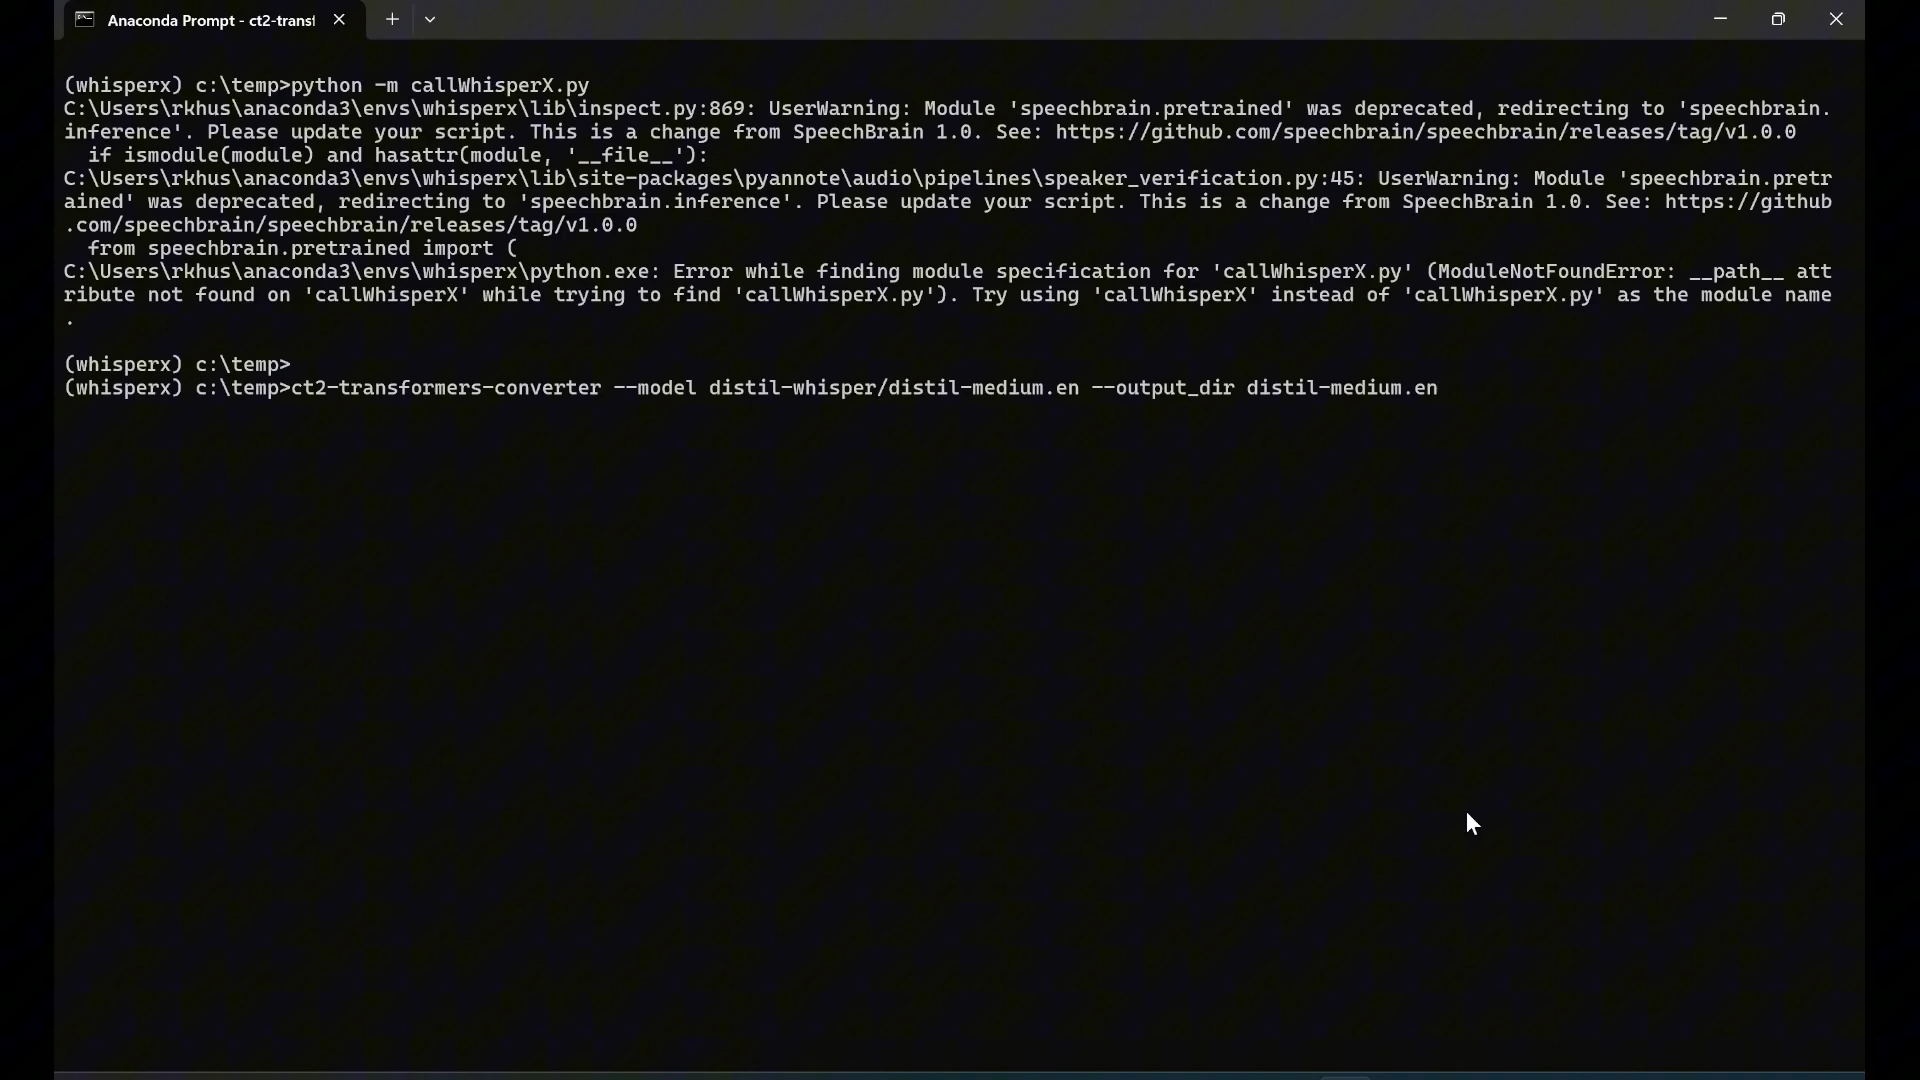 Anaconda Prompt - ct2-transf
(whisperx) c:\temp>python -m callWhisperX.py
C:\Users\rkhus\anaconda3\envs\whisperx\lib\inspect.py:869: UserWarning: Module 'speechbrain.pretrained' was deprecated, redirecting to 'speechbrain.
inference'. Please update your script. This is a change from SpeechBrain 1.0. See: https://github.com/speechbrain/speechbrain/releases/tag/v1.0.0
  if ismodule(module) and hasattr(module, '__file__'):
C:\Users\rkhus\anaconda3\envs\whisperx\lib\site-packages\pyannote\audio\pipelines\speaker_verification.py:45: UserWarning: Module 'speechbrain.pretr
ained' was deprecated, redirecting to 'speechbrain.inference'. Please update your script. This is a change from SpeechBrain 1.0. See: https://github
.com/speechbrain/speechbrain/releases/tag/v1.0.0
  from speechbrain.pretrained import (
C:\Users\rkhus\anaconda3\envs\whisperx\python.exe: Error while finding module specification for 'callWhisperX.py' (ModuleNotFoundError: __path__ att
ribute not found on 'callWhisperX' while trying to find 'callWhisperX.py'). Try using 'callWhisperX' instead of 'callWhisperX.py' as the module name
.
(whisperx) c:\temp>
(whisperx) c:\temp>ct2-transformers-converter --model distil-whisper/distil-medium.en --output_dir distil-medium.en